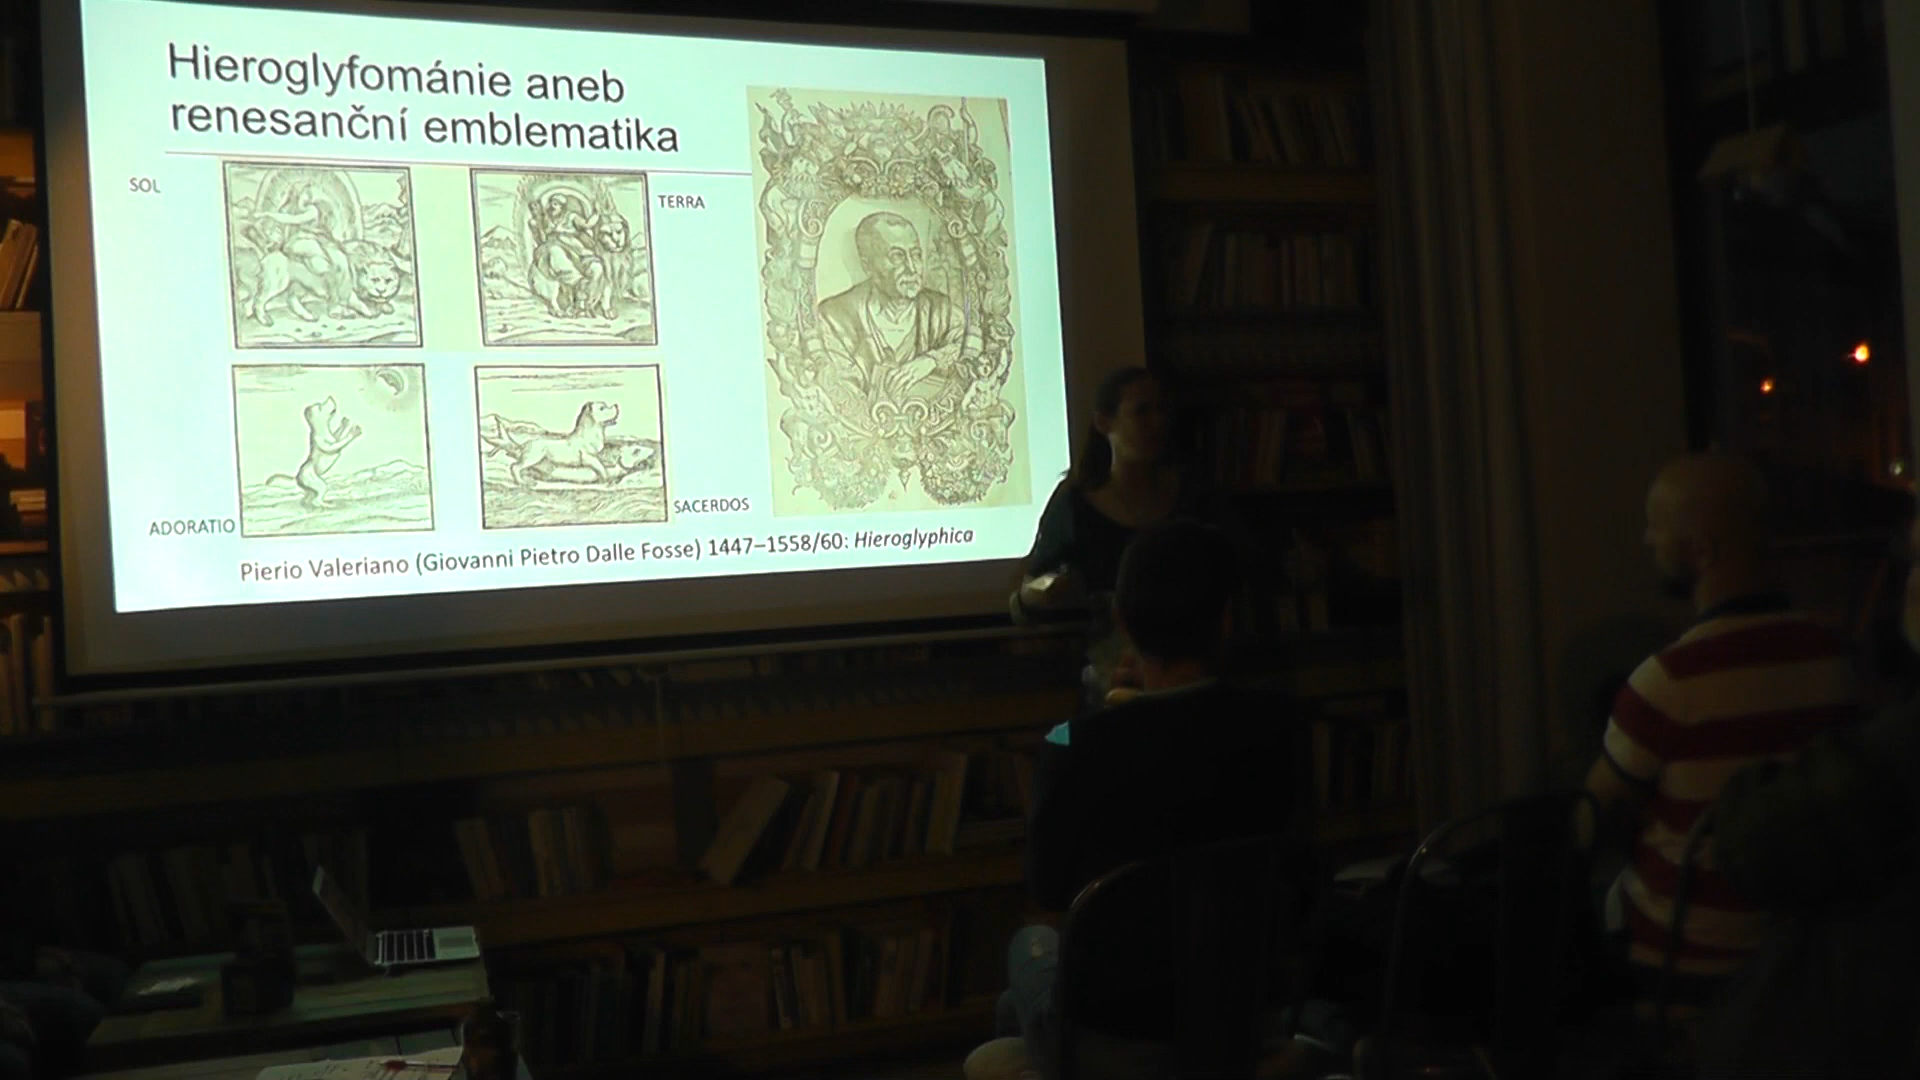 Hieroglyfománie aneb
renesanční emblematika
SOL
TERRA
ADORATIO
SACERDOS
Pierio Valeriano (Giovanni Pietro Dalle Fosse) 1447–1558/60: Hieroglyphica